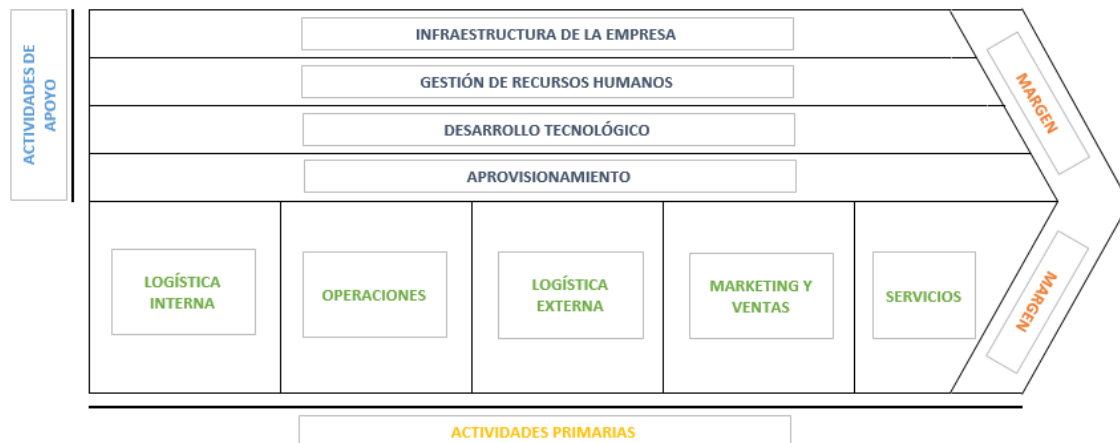 ACTIVIDADES DE
APOYO
INFRAESTRUCTURA DE LA EMPRESA
GESTIÓN DE RECURSOS HUMANOS
DESARROLLO TECNOLÓGICO
APROVISIONAMIENTO
MARGEN
LOGÍSTICA
INTERNA
OPERACIONES
LOGÍSTICA
EXTERNA
MARKETING Y
VENTAS
SERVICIOS
MARGEN
ACTIVIDADES PRIMARIAS